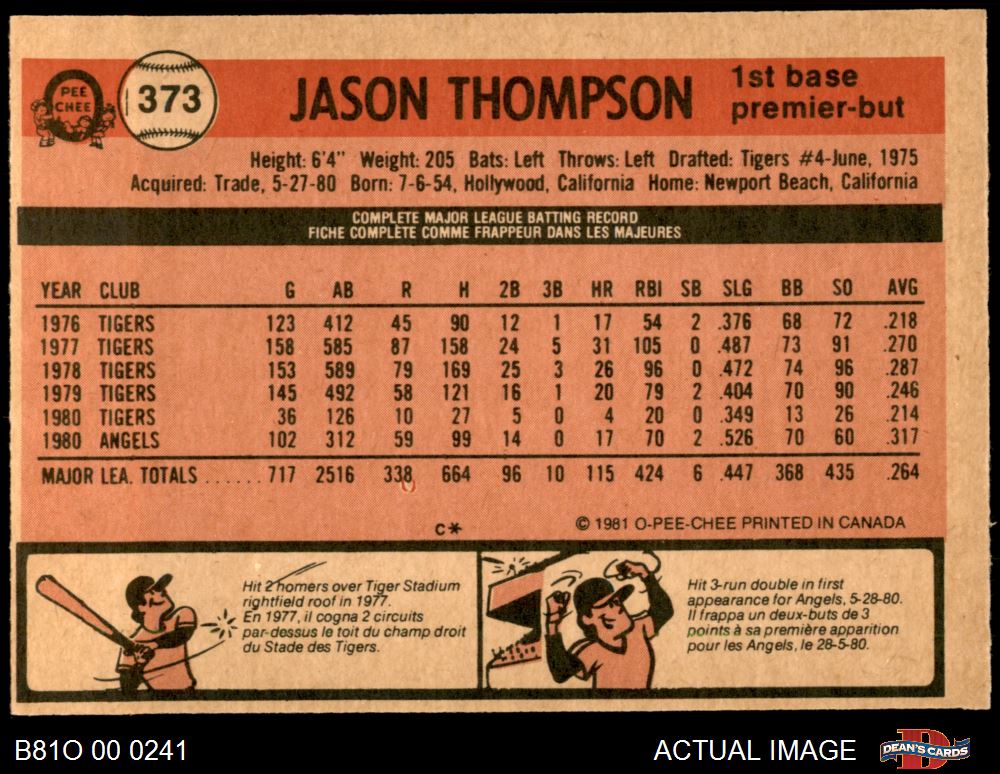 PEE
CHEE
373
JASON THOMPSON
1st base
premier-but
Height: 6'4" Weight: 205 Bats: Left Throws: Left Drafted: Tigers #4-June, 1975
Acquired: Trade, 5-27-80 Born: 7-6-54, Hollywood, California Home: Newport Beach, California
COMPLETE MAJOR LEAGUE BATTING RECORD
FICHE COMPLÈTE COMME FRAPPEUR DANS LES MAJEURES
YEAR CLUB G AB R H 2B 3B HR RBI SB SLG BB SO AVG
1976 TIGERS 123 412 45 90 12 1 17 54 2 .376 68 72 .218
1977 TIGERS 158 585 87 158 24 5 31 105 0 .487 73 91 .270
1978 TIGERS 153 589 79 169 25 3 26 96 0 .472 74 96 .287
1979 TIGERS 145 492 58 121 16 1 20 79 2 .404 70 90 .246
1980 TIGERS 36 126 10 27 5 0 4 20 0 .349 13 26 .214
1980 ANGELS 102 312 59 99 14 0 17 70 2 .526 70 60 .317
MAJOR LEA. TOTALS ...... 717 2516 338 664 96 10 115 424 6 .447 368 435 .264
C*
© 1981 O-PEE-CHEE PRINTED IN CANADA
Hit 2 homers over Tiger Stadium
rightfield roof in 1977.
En 1977, il cogna 2 circuits
par-dessus le toit du champ droit
du Stade des Tigers.
Hit 3-run double in first
appearance for Angels, 5-28-80.
Il frappa un deux-buts de 3
points à sa première apparition
pour les Angels, le 28-5-80.
B81O 00 0241
ACTUAL IMAGE
DEAN'S CARDS